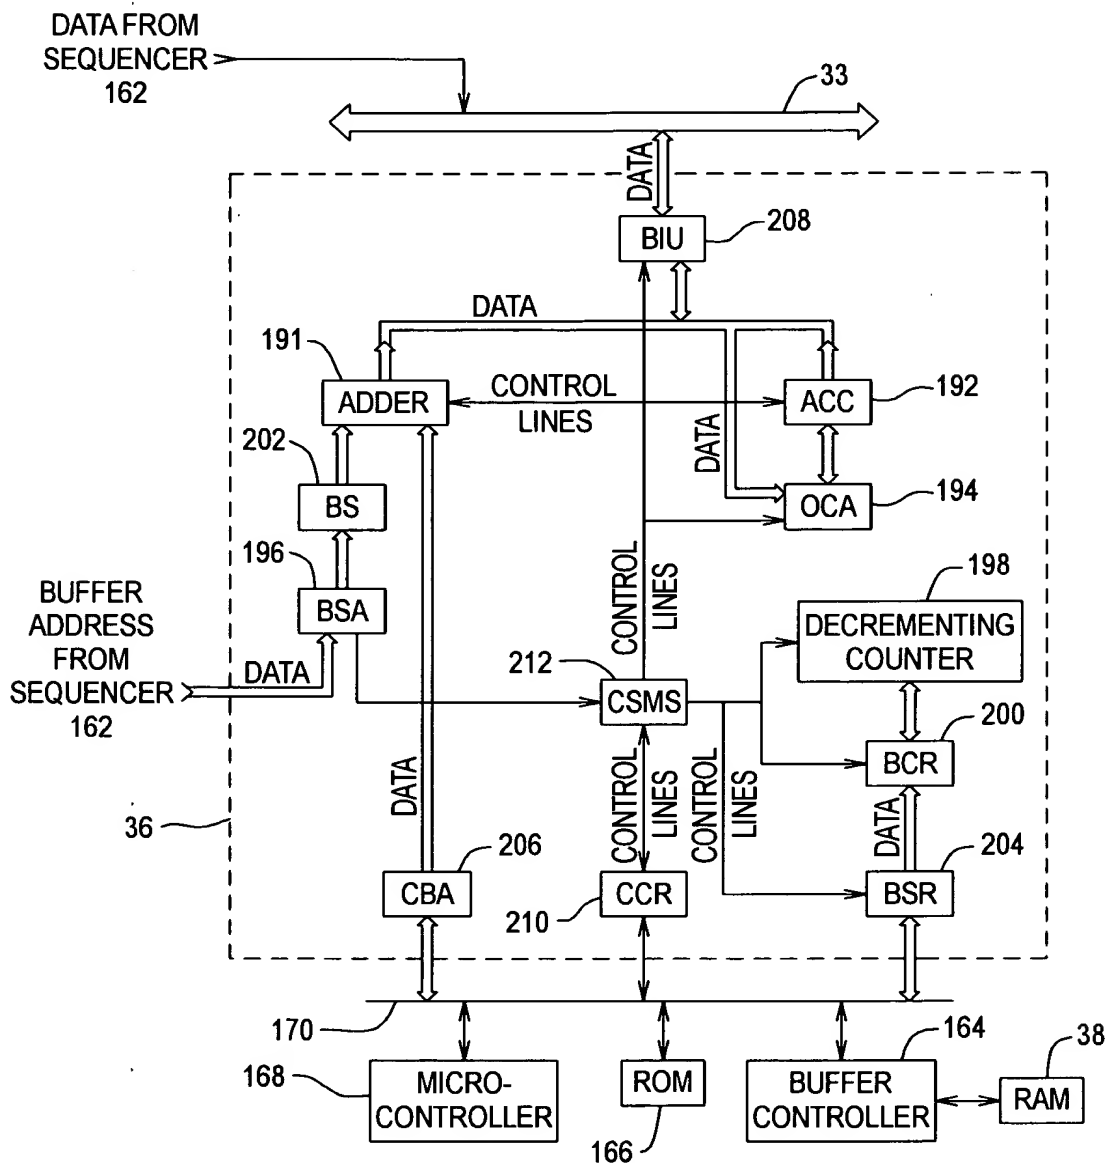 DATA FROM
SEQUENCER
162
33
DATA
BIU
208
DATA
191
ADDER
CONTROL
LINES
ACC
192
202
DATA
BS
OCA
194
196
BSA
BUFFER
ADDRESS
FROM
SEQUENCER
162
DATA
CONTROL
LINES
198
DECREMENTING
COUNTER
212
CSMS
200
BCR
DATA
CONTROL
LINES
CONTROL
LINES
DATA
36
206
CBA
CCR
210
204
BSR
170
168
MICRO-
CONTROLLER
ROM
166
164
BUFFER
CONTROLLER
38
RAM